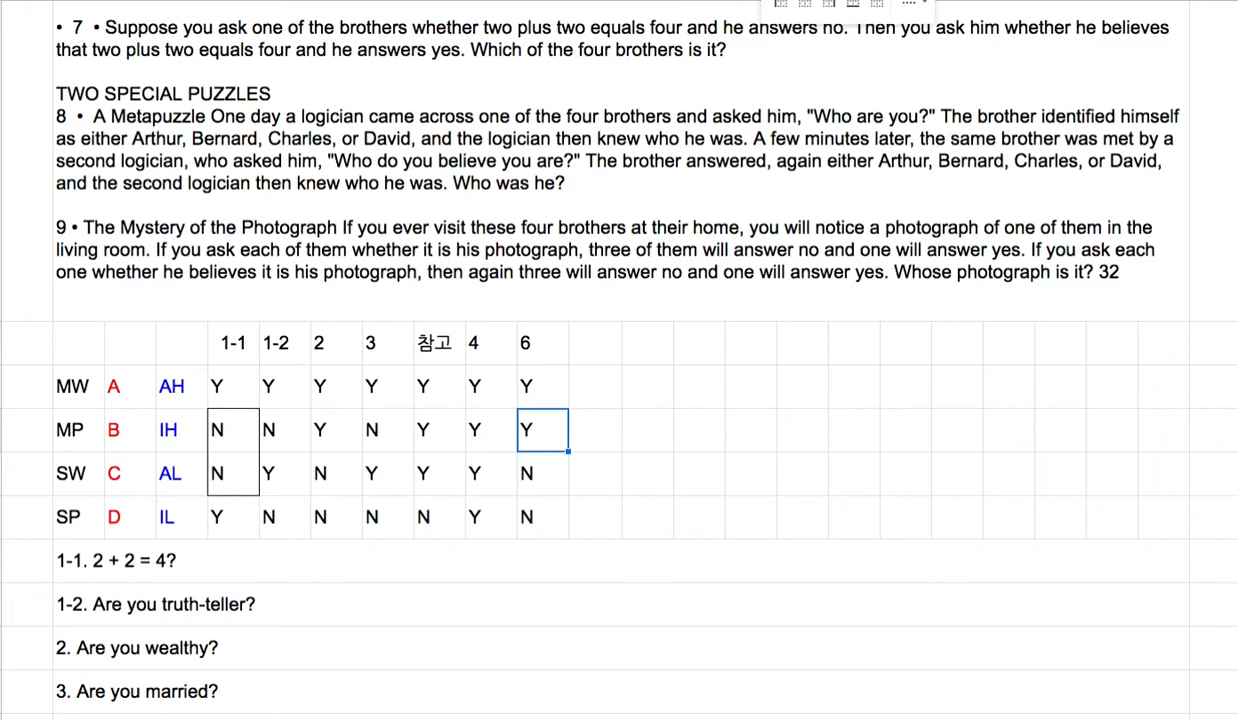 • 7 • Suppose you ask one of the brothers whether two plus two equals four and he answers no. Then you ask him whether he believes
that two plus two equals four and he answers yes. Which of the four brothers is it?
TWO SPECIAL PUZZLES
8 • A Metapuzzle One day a logician came across one of the four brothers and asked him, "Who are you?" The brother identified himself
as either Arthur, Bernard, Charles, or David, and the logician then knew who he was. A few minutes later, the same brother was met by a
second logician, who asked him, "Who do you believe you are?" The brother answered, again either Arthur, Bernard, Charles, or David,
and the second logician then knew who he was. Who was he?
9 • The Mystery of the Photograph If you ever visit these four brothers at their home, you will notice a photograph of one of them in the
living room. If you ask each of them whether it is his photograph, three of them will answer no and one will answer yes. If you ask each
one whether he believes it is his photograph, then again three will answer no and one will answer yes. Whose photograph is it? 32
1-1 1-2 2 3 참고 4 6
MW A AH Y Y Y Y Y Y Y
MP B IH N N Y N Y Y Y
SW C AL N Y N Y Y Y N
SP D IL Y N N N N Y N
1-1. 2 + 2 = 4?
1-2. Are you truth-teller?
2. Are you wealthy?
3. Are you married?